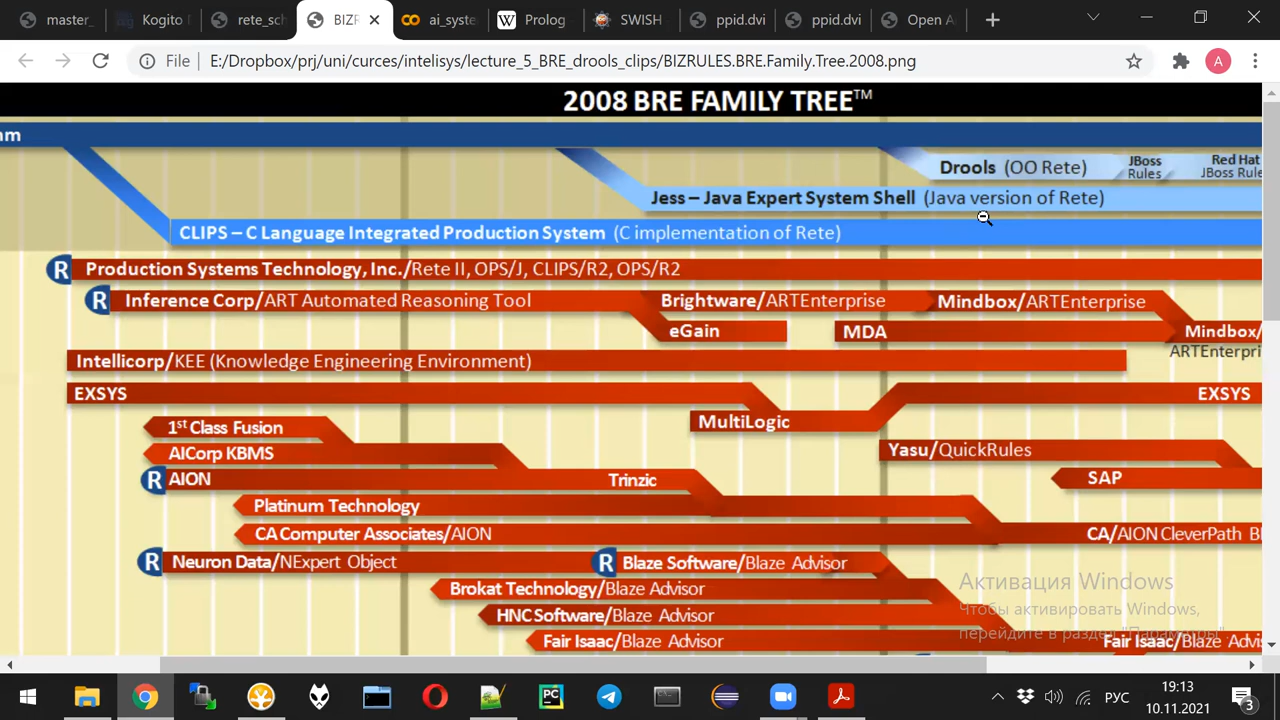 master_
Kogito D
rete_sch
BIZR
ai_syste
Prolog
SWISH -
ppid.dvi
ppid.dvi
Open A
File
E:/Dropbox/prj/uni/curces/intelisys/lecture_5_BRE_drools_clips/BIZRULES.BRE.Family.Tree.2008.png
A
2008 BRE FAMILY TREE™
Drools (OO Rete)
JBoss
Rules
Red Hat
JBoss Rule
Jess – Java Expert System Shell (Java version of Rete)
CLIPS – C Language Integrated Production System (C implementation of Rete)
R Production Systems Technology, Inc./Rete II, OPS/J, CLIPS/R2, OPS/R2
R Inference Corp/ART Automated Reasoning Tool
Brightware/ARTEnterprise
Mindbox/ARTEnterprise
eGain
MDA
Mindbox/
ARTEnterpri
Intellicorp/KEE (Knowledge Engineering Environment)
EXSYS
EXSYS
MultiLogic
1st Class Fusion
AICorp KBMS
Yasu/QuickRules
R AION
Trinzic
SAP
Platinum Technology
CA Computer Associates/AION
CA/AION CleverPath B
R Neuron Data/NExpert Object
R Blaze Software/Blaze Advisor
Brokat Technology/Blaze Advisor
HNC Software/Blaze Advisor
Fair Isaac/Blaze Advisor
Fair Isaac/Blaze Advi
Активация Windows
Чтобы активировать Windows,
перейдите в раздел "Параметры".
PC
РУС
19:13
10.11.2021
3